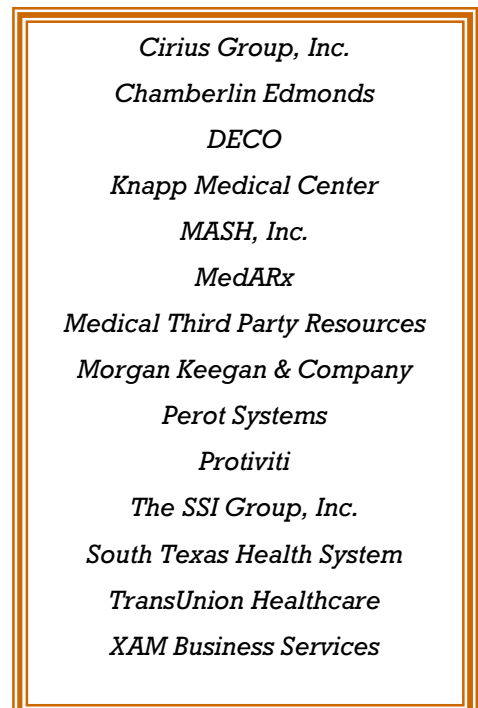 Cirius Group, Inc.
Chamberlin Edmonds
DECO
Knapp Medical Center
MASH, Inc.
MedARx
Medical Third Party Resources
Morgan Keegan & Company
Perot Systems
Protiviti
The SSI Group, Inc.
South Texas Health System
TransUnion Healthcare
XAM Business Services